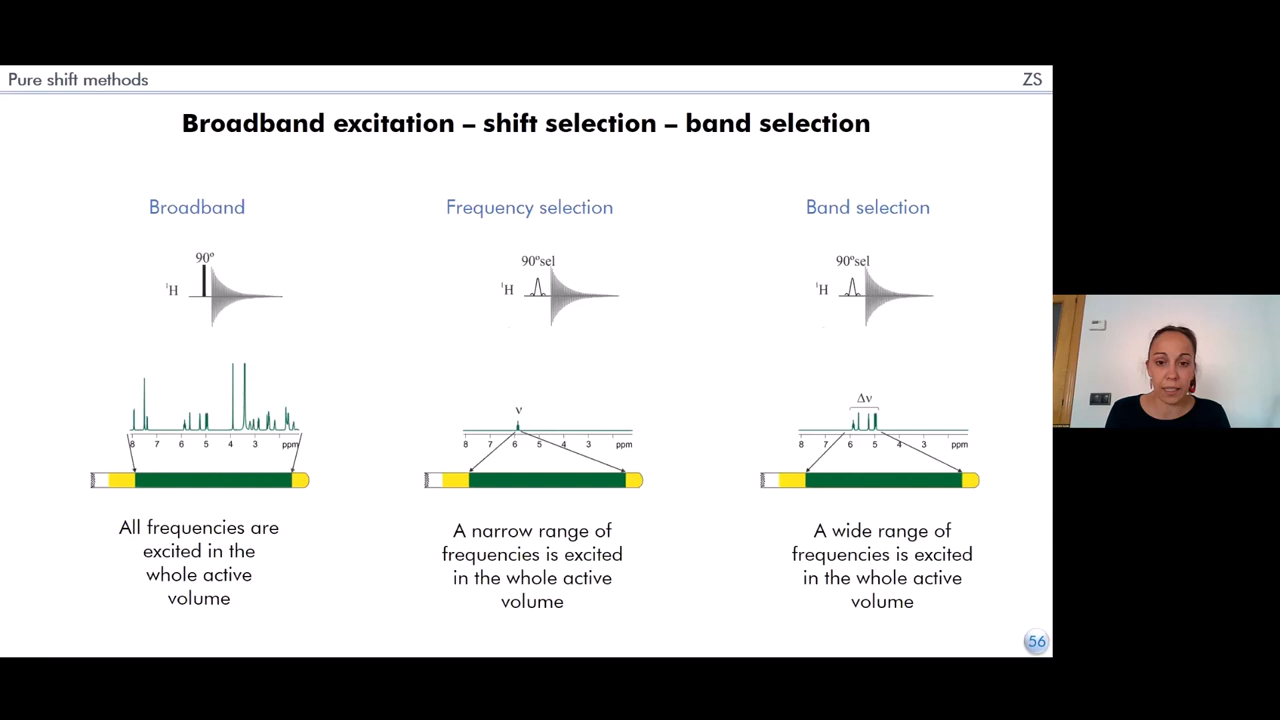 Pure shift methods
ZS
Broadband excitation – shift selection – band selection
Broadband
Frequency selection
Band selection
90º
¹H
90ºsel
¹H
90ºsel
¹H
8 7 6 5 4 3 ppm
ν
8 7 6 5 4 3 ppm
Δν
8 7 6 5 4 3 ppm
All frequencies are
excited in the
whole active
volume
A narrow range of
frequencies is excited
in the whole active
volume
A wide range of
frequencies is excited
in the whole active
volume
56